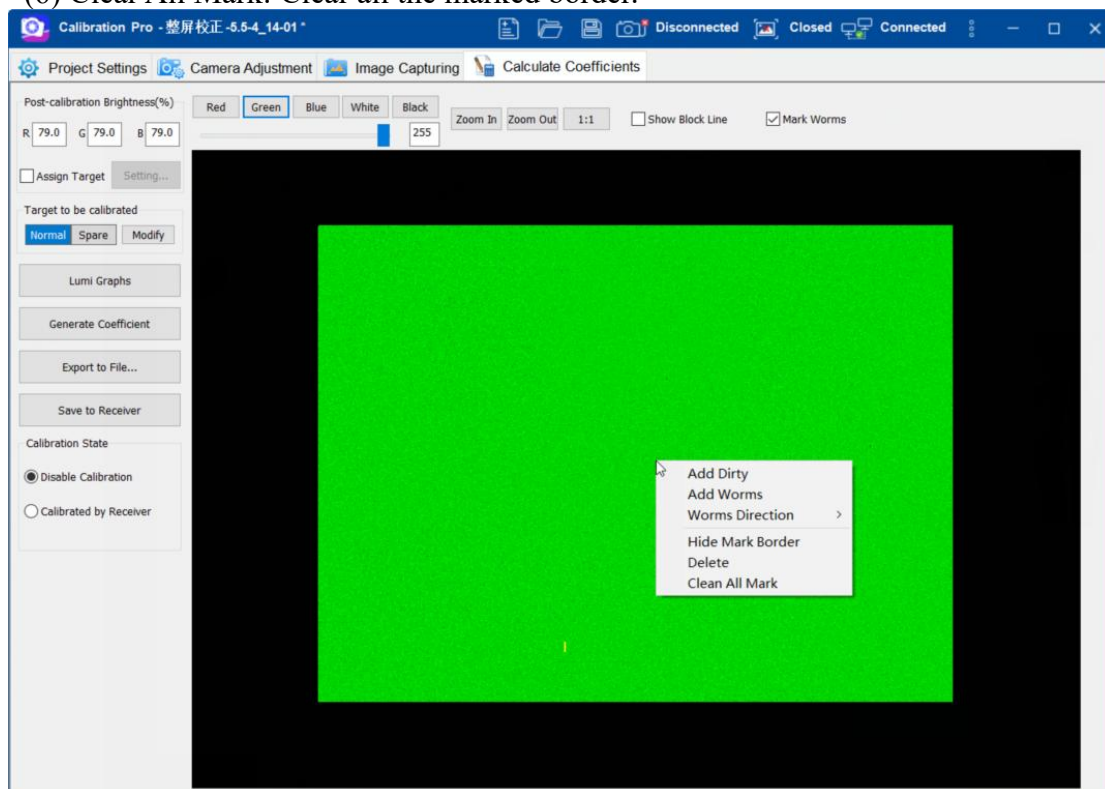 (6) Clear All Mark: Clear all the marked border.
Calibration Pro - 整屏校正 -5.5-4_14-01 *
Disconnected
Closed
Connected
Project Settings
Camera Adjustment
Image Capturing
Calculate Coefficients
Post-calibration Brightness(%)
R 79.0 G 79.0 B 79.0
Assign Target Setting...
Target to be calibrated
Normal Spare Modify
Lumi Graphs
Generate Coefficient
Export to File...
Save to Receiver
Calibration State
Disable Calibration
Calibrated by Receiver
Red Green Blue White Black
255
Zoom In Zoom Out 1:1 Show Block Line Mark Worms
Add Dirty
Add Worms
Worms Direction >
Hide Mark Border
Delete
Clean All Mark